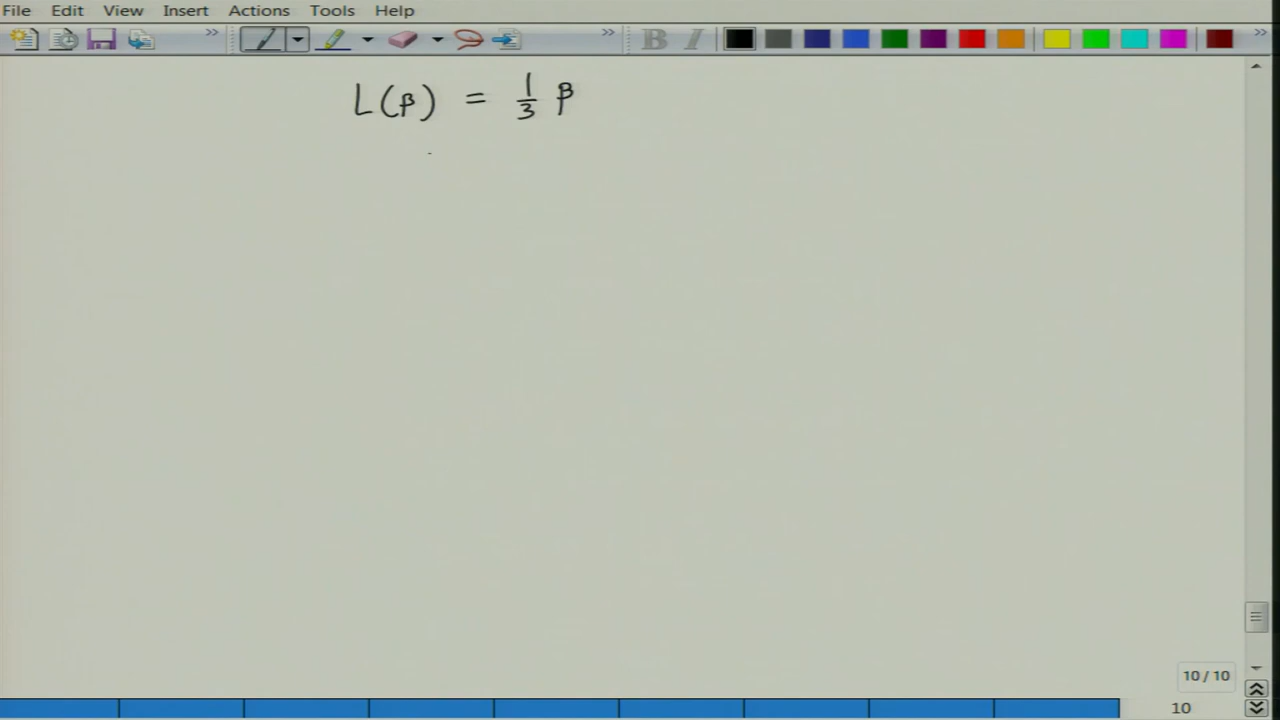 File Edit View Insert Actions Tools Help
» » B I »
L(β) = 1/3 β
10 / 10
10